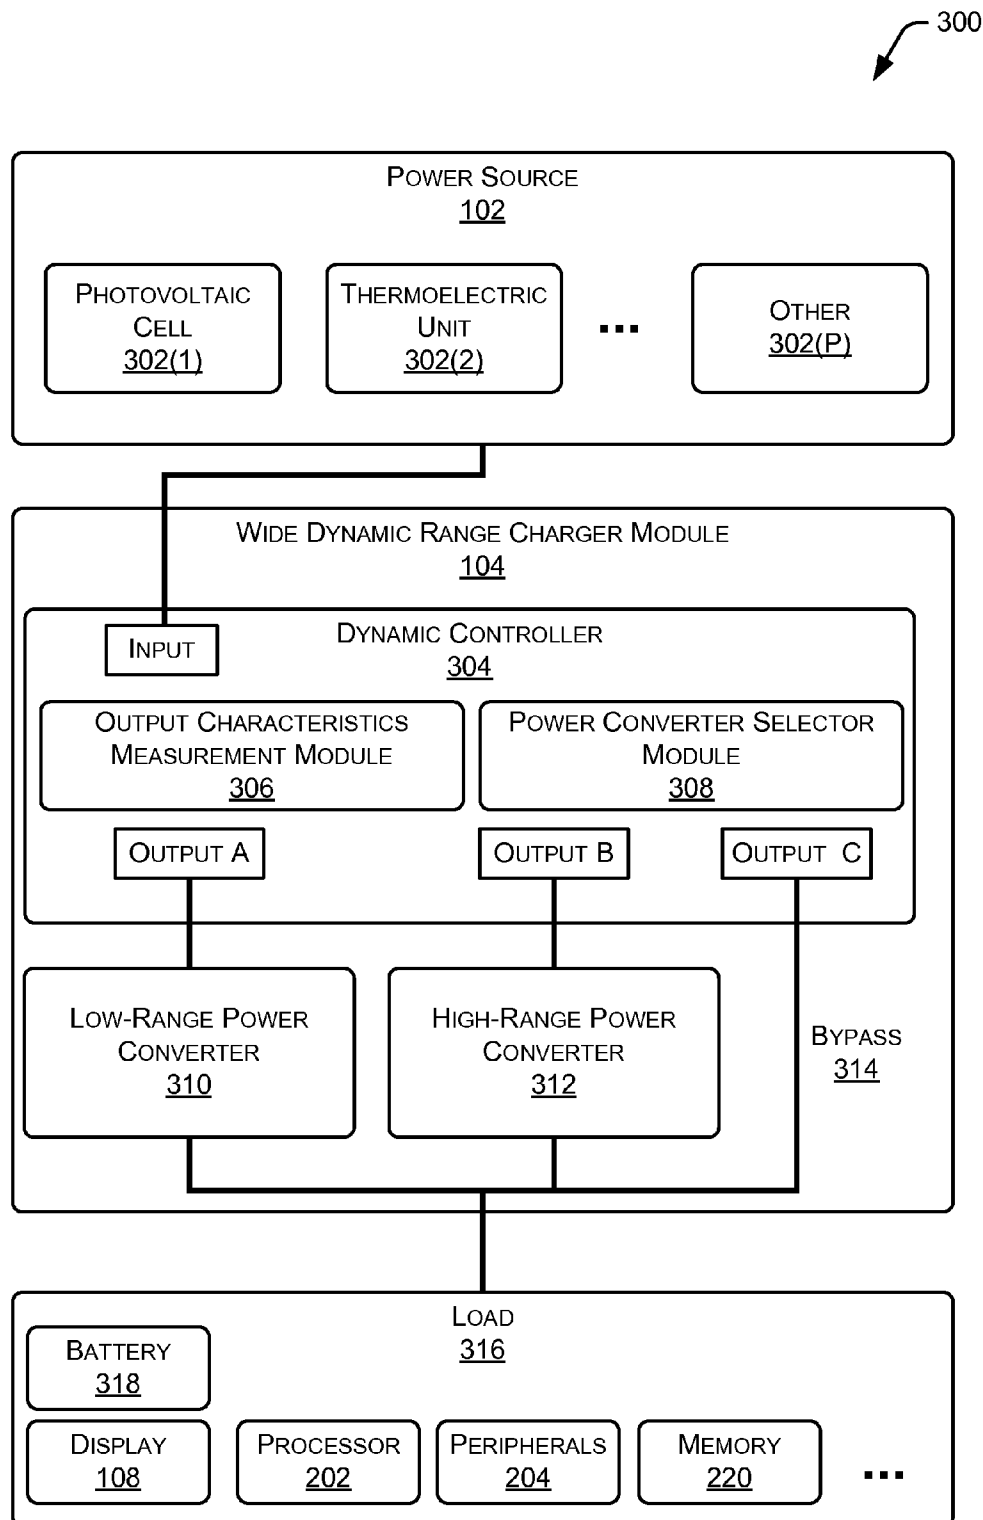 300
POWER SOURCE
102
PHOTOVOLTAIC
CELL
302(1)
THERMOELECTRIC
UNIT
302(2)
...
OTHER
302(P)
WIDE DYNAMIC RANGE CHARGER MODULE
104
INPUT
DYNAMIC CONTROLLER
304
OUTPUT CHARACTERISTICS
MEASUREMENT MODULE
306
POWER CONVERTER SELECTOR
MODULE
308
OUTPUT A
OUTPUT B
OUTPUT C
LOW-RANGE POWER
CONVERTER
310
HIGH-RANGE POWER
CONVERTER
312
BYPASS
314
LOAD
316
BATTERY
318
DISPLAY
108
PROCESSOR
202
PERIPHERALS
204
MEMORY
220
...